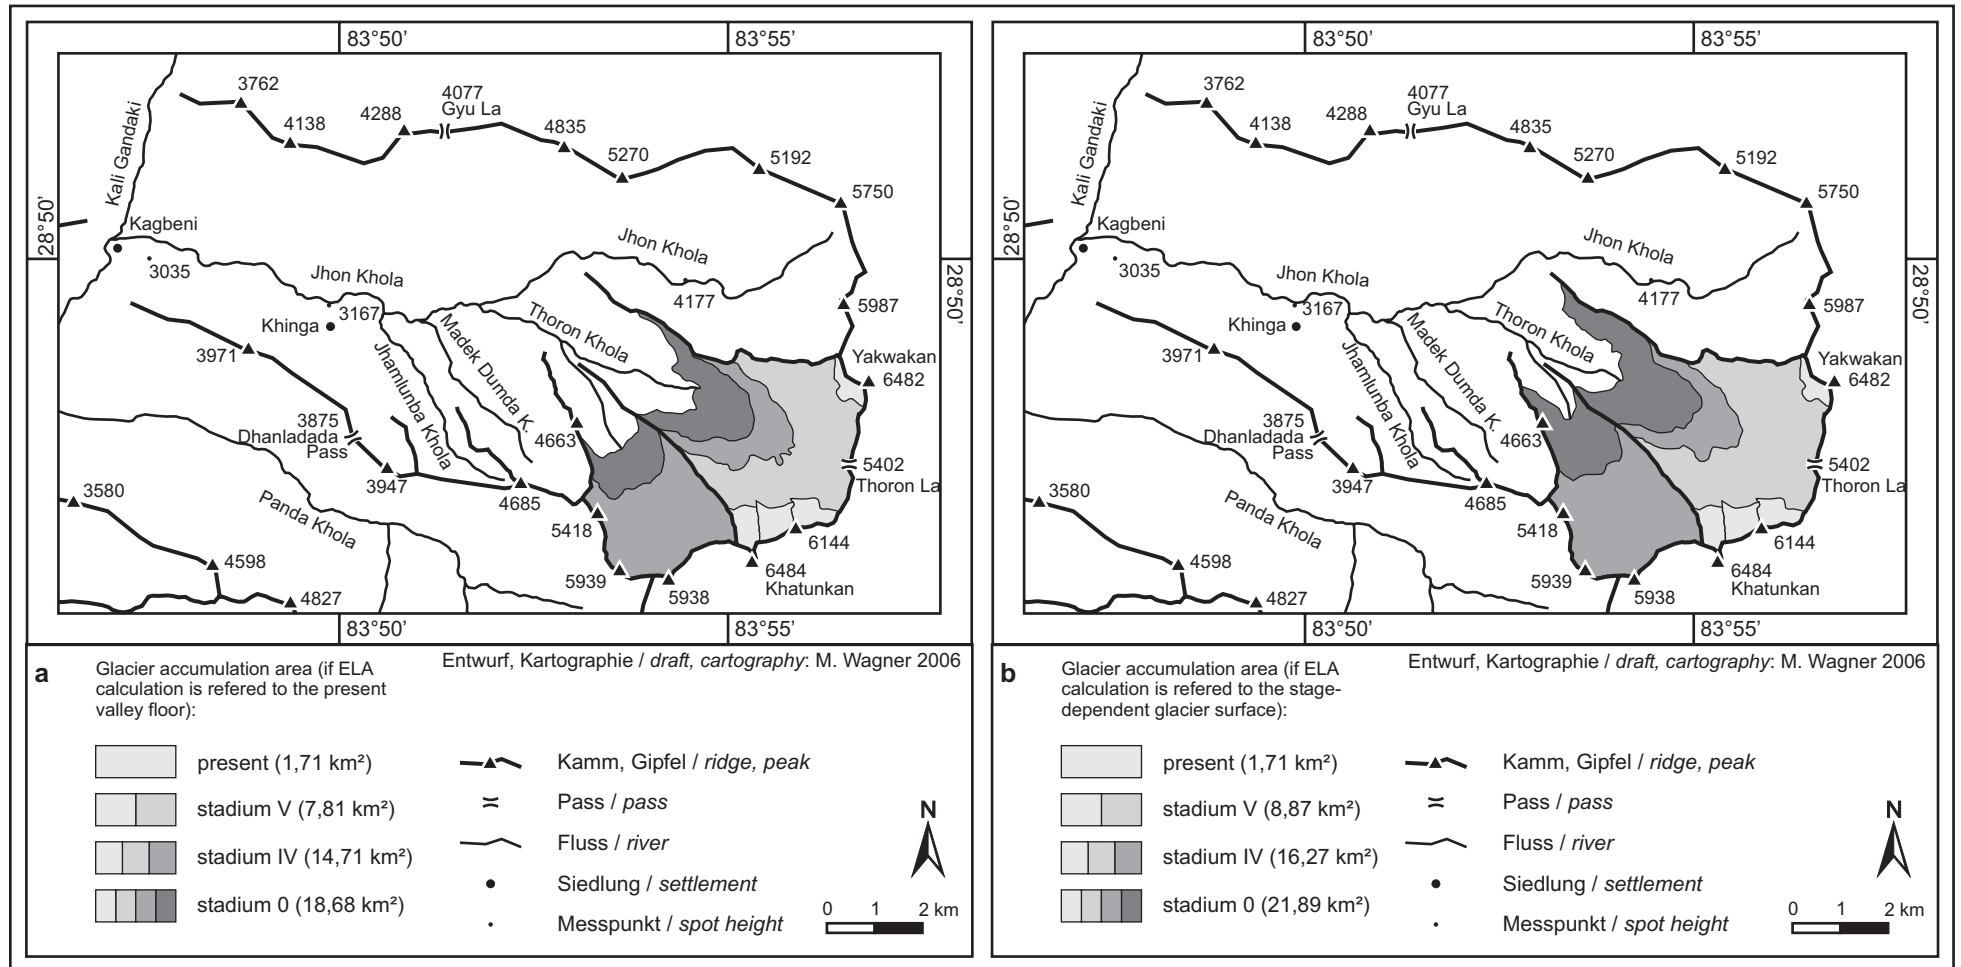 83°50'
83°55'
3762
4138
4288
4077
Gyu La
4835
5270
5192
5750
Kali Gandaki
28°50'
Kagbeni
3035
Jhon Khola
Jhon Khola
4177
5987
28°50'
3167
Khinga
Thoron Khola
Madek Dumda K.
Jhamlunba Khola
3971
Yakwakan
6482
3875
Dhanladada
Pass
4663
5402
Thoron La
3947
4685
3580
Panda Khola
5418
6144
4598
5939
5938
6484
Khatunkan
4827
83°50'
83°55'
a
Glacier accumulation area (if ELA
calculation is refered to the present
valley floor):
Entwurf, Kartographie / draft, cartography: M. Wagner 2006
present (1,71 km²)
stadium V (7,81 km²)
stadium IV (14,71 km²)
stadium 0 (18,68 km²)
Kamm, Gipfel / ridge, peak
Pass / pass
Fluss / river
Siedlung / settlement
Messpunkt / spot height
N
0 1 2 km
83°50'
83°55'
3762
4138
4288
4077
Gyu La
4835
5270
5192
5750
Kali Gandaki
28°50'
Kagbeni
3035
Jhon Khola
Jhon Khola
4177
5987
28°50'
3167
Khinga
Thoron Khola
Madek Dumda K.
Jhamlunba Khola
3971
Yakwakan
6482
3875
Dhanladada
Pass
4663
5402
Thoron La
3947
4685
3580
Panda Khola
5418
6144
4598
5939
5938
6484
Khatunkan
4827
83°50'
83°55'
b
Glacier accumulation area (if ELA
calculation is refered to the stage-
dependent glacier surface):
Entwurf, Kartographie / draft, cartography: M. Wagner 2006
present (1,71 km²)
stadium V (8,87 km²)
stadium IV (16,27 km²)
stadium 0 (21,89 km²)
Kamm, Gipfel / ridge, peak
Pass / pass
Fluss / river
Siedlung / settlement
Messpunkt / spot height
N
0 1 2 km